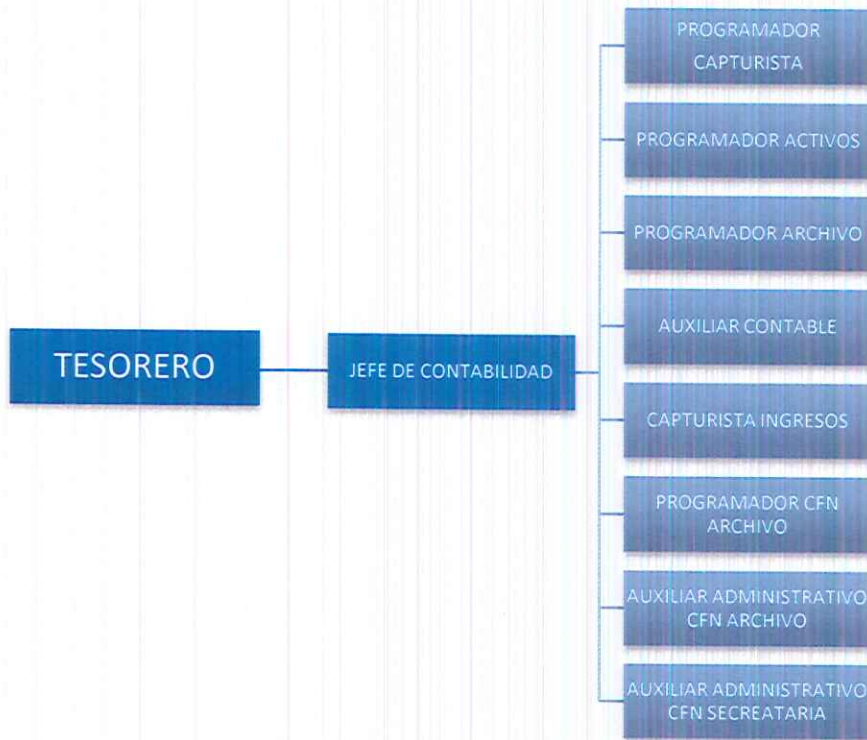 TESORERO
JEFE DE CONTABILIDAD
PROGRAMADOR
CAPTURISTA
PROGRAMADOR ACTIVOS
PROGRAMADOR ARCHIVO
AUXILIAR CONTABLE
CAPTURISTA INGRESOS
PROGRAMADOR CFN
ARCHIVO
AUXILIAR ADMINISTRATIVO
CFN ARCHIVO
AUXILIAR ADMINISTRATIVO
CFN SECREATARIA